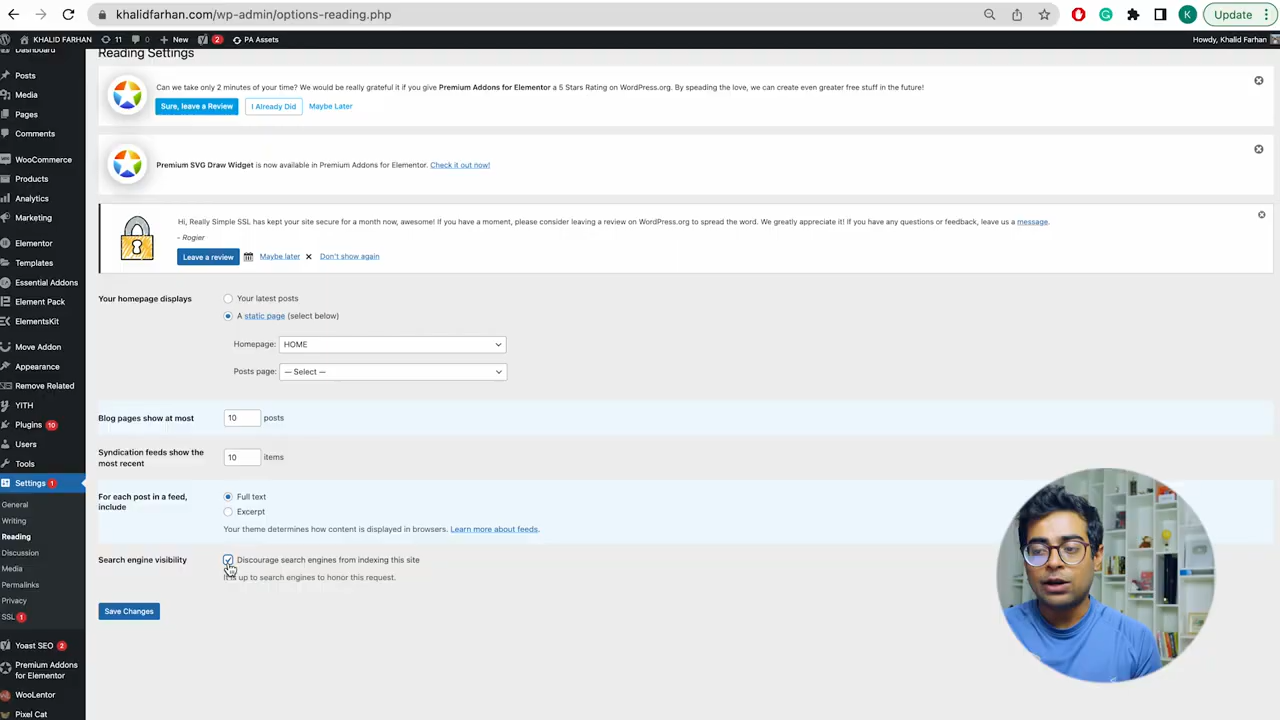 khalidfarhan.com/wp-admin/options-reading.php
K
Update
KHALID FARHAN
11
0
New
2
PA Assets
Howdy, Khalid Farhan
Dashboard
Posts
Media
Pages
Comments
WooCommerce
Products
Analytics
Marketing
Elementor
Templates
Essential Addons
Element Pack
ElementsKit
Move Addon
Appearance
Remove Related
YITH
Plugins 10
Users
Tools
Settings 1
General
Writing
Reading
Discussion
Media
Permalinks
Privacy
SSL 1
Yoast SEO 2
Premium Addons
for Elementor
WooLentor
Pixel Cat
Reading Settings
Can we take only 2 minutes of your time? We would be really grateful it if you give Premium Addons for Elementor a 5 Stars Rating on WordPress.org. By speading the love, we can create even greater free stuff in the future!
Sure, leave a Review
I Already Did
Maybe Later
Premium SVG Draw Widget is now available in Premium Addons for Elementor. Check it out now!
Hi, Really Simple SSL has kept your site secure for a month now, awesome! If you have a moment, please consider leaving a review on WordPress.org to spread the word. We greatly appreciate it! If you have any questions or feedback, leave us a message.
- Rogier
Leave a review
Maybe later
Don't show again
Your homepage displays
Your latest posts
A static page (select below)
Homepage: HOME
Posts page: — Select —
Blog pages show at most
10 posts
Syndication feeds show the
most recent
10 items
For each post in a feed,
include
Full text
Excerpt
Your theme determines how content is displayed in browsers. Learn more about feeds.
Search engine visibility
Discourage search engines from indexing this site
It is up to search engines to honor this request.
Save Changes